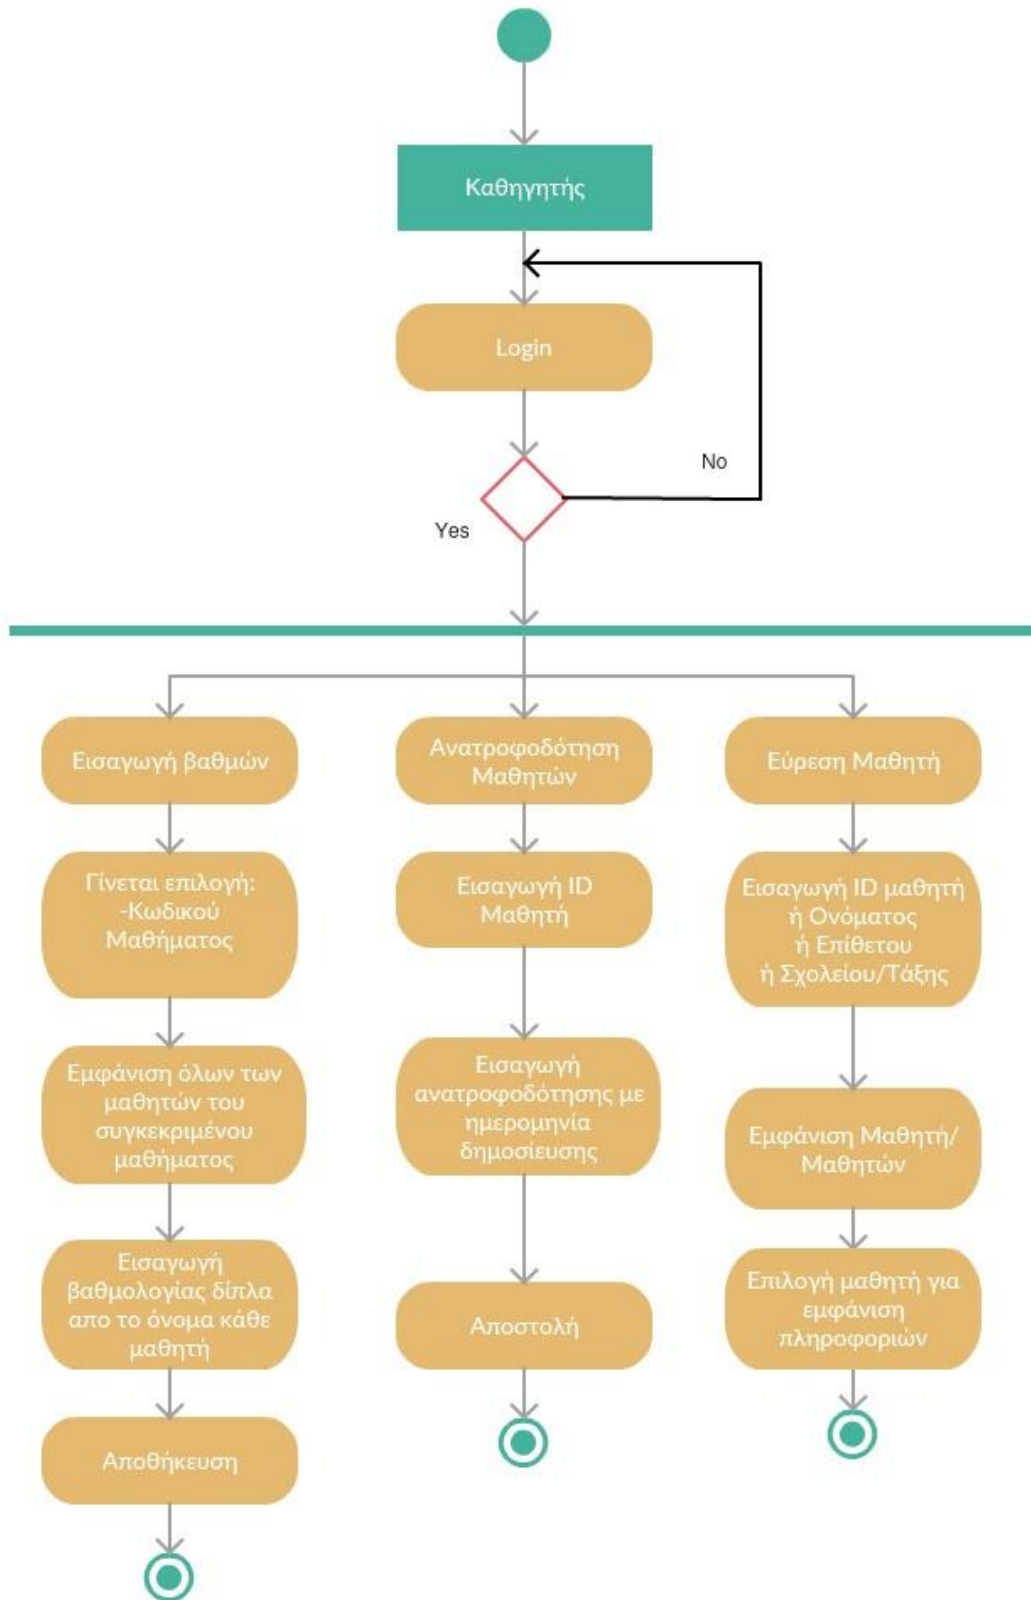 Καθηγητής
Login
No
Yes
Εισαγωγή βαθμών
Γίνεται επιλογή:
-Κωδικού
Μαθήματος
Εμφάνιση όλων των
μαθητών του
συγκεκριμένου
μαθήματος
Εισαγωγή
βαθμολογίας δίπλα
απο το όνομα κάθε
μαθητή
Αποθήκευση
Ανατροφοδότηση
Μαθητών
Εισαγωγή ID
Μαθητή
Εισαγωγή
ανατροφοδότησης με
ημερομηνία
δημοσίευσης
Αποστολή
Εύρεση Μαθητή
Εισαγωγή ID μαθητή
ή Ονόματος
ή Επίθετου
ή Σχολείου/Τάξης
Εμφάνιση Μαθητή/
Μαθητών
Επιλογή μαθητή για
εμφάνιση
πληροφοριών